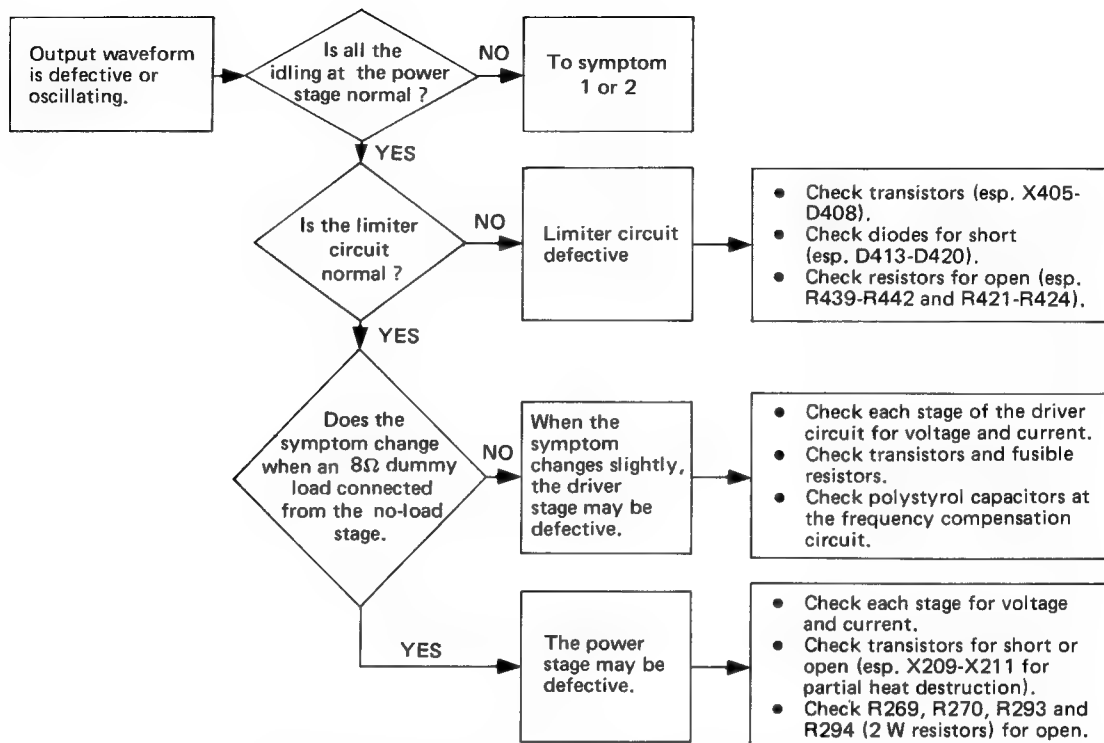 Output waveform
is defective or
oscillating.
Is all the
idling at the power
stage normal ?
NO
To symptom
1 or 2
YES
Is the limiter
circuit
normal ?
NO
Limiter circuit
defective
• Check transistors (esp. X405-
D408).
• Check diodes for short
(esp. D413-D420).
• Check resistors for open (esp.
R439-R442 and R421-R424).
YES
Does the
symptom change
when an 8Ω dummy
load connected
from the no-load
stage.
NO
When the
symptom
changes slightly,
the driver
stage may be
defective.
• Check each stage of the driver
circuit for voltage and current.
• Check transistors and fusible
resistors.
• Check polystyrol capacitors at
the frequency compensation
circuit.
YES
The power
stage may be
defective.
• Check each stage for voltage
and current.
• Check transistors for short or
open (esp. X209-X211 for
partial heat destruction).
• Check R269, R270, R293 and
R294 (2 W resistors) for open.